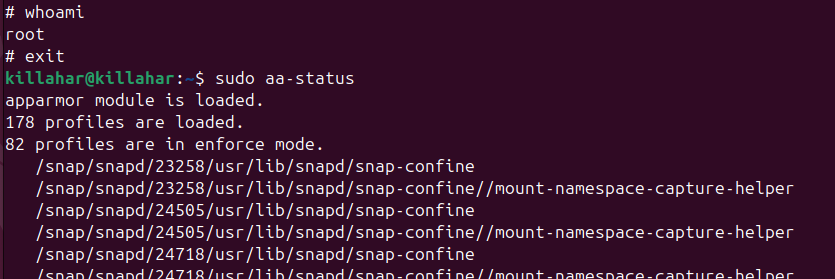 # whoami
root
# exit
killahar@killahar:~$ sudo aa-status
apparmor module is loaded.
178 profiles are loaded.
82 profiles are in enforce mode.
/snap/snapd/23258/usr/lib/snapd/snap-confine
/snap/snapd/23258/usr/lib/snapd/snap-confine//mount-namespace-capture-helper
/snap/snapd/24505/usr/lib/snapd/snap-confine
/snap/snapd/24505/usr/lib/snapd/snap-confine//mount-namespace-capture-helper
/snap/snapd/24718/usr/lib/snapd/snap-confine
/snap/snapd/24718/usr/lib/snapd/snap-confine//mount-namespace-capture-helper